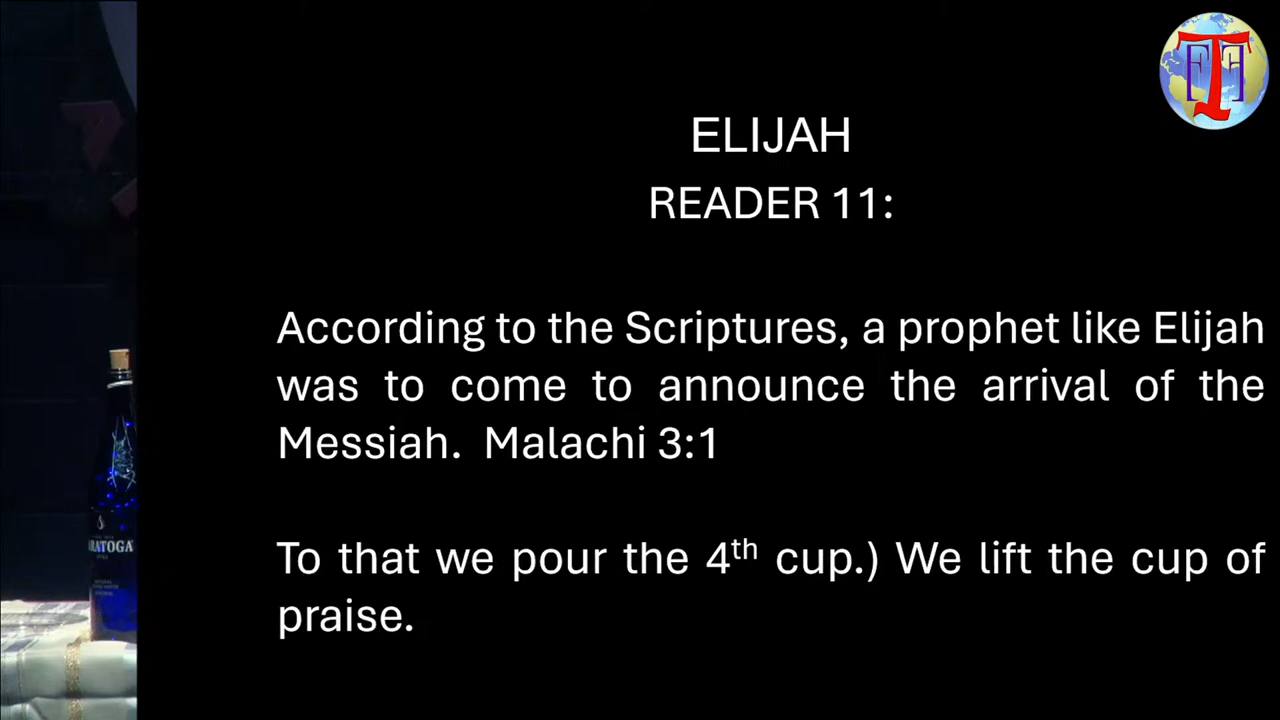 ELIJAH
READER 11:
According to the Scriptures, a prophet like Elijah
was to come to announce the arrival of the
Messiah. Malachi 3:1
To that we pour the 4th cup.) We lift the cup of
praise.
RATOGA